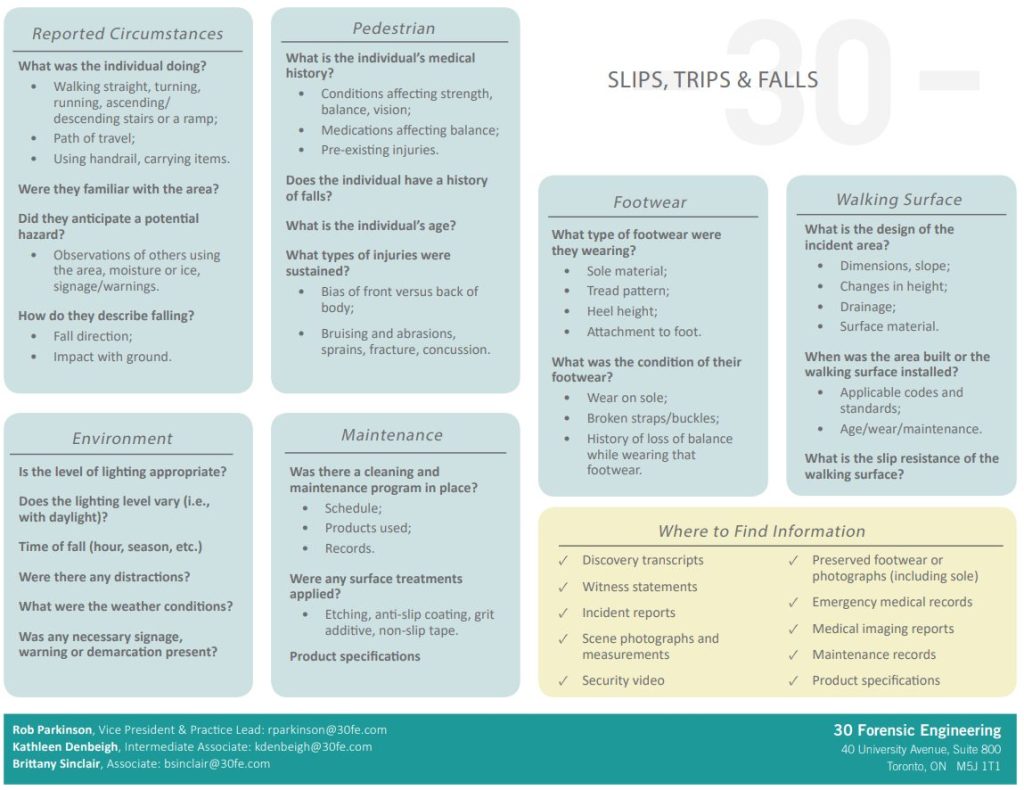 Reported Circumstances
What was the individual doing?
• Walking straight, turning,
running, ascending/
descending stairs or a ramp;
• Path of travel;
• Using handrail, carrying items.
Were they familiar with the area?
Did they anticipate a potential
hazard?
• Observations of others using
the area, moisture or ice,
signage/warnings.
How do they describe falling?
• Fall direction;
• Impact with ground.
Pedestrian
What is the individual’s medical
history?
• Conditions affecting strength,
balance, vision;
• Medications affecting balance;
• Pre-existing injuries.
Does the individual have a history
of falls?
What is the individual’s age?
What types of injuries were
sustained?
• Bias of front versus back of
body;
• Bruising and abrasions,
sprains, fracture, concussion.
-30-
SLIPS, TRIPS & FALLS
Footwear
What type of footwear were
they wearing?
• Sole material;
• Tread pattern;
• Heel height;
• Attachment to foot.
What was the condition of their
footwear?
• Wear on sole;
• Broken straps/buckles;
• History of loss of balance
while wearing that
footwear.
Walking Surface
What is the design of the
incident area?
• Dimensions, slope;
• Changes in height;
• Drainage;
• Surface material.
When was the area built or the
walking surface installed?
• Applicable codes and
standards;
• Age/wear/maintenance.
What is the slip resistance of the
walking surface?
Environment
Is the level of lighting appropriate?
Does the lighting level vary (i.e.,
with daylight)?
Time of fall (hour, season, etc.)
Were there any distractions?
What were the weather conditions?
Was any necessary signage,
warning or demarcation present?
Maintenance
Was there a cleaning and
maintenance program in place?
• Schedule;
• Products used;
• Records.
Were any surface treatments
applied?
• Etching, anti-slip coating, grit
additive, non-slip tape.
Product specifications
Where to Find Information
✓ Discovery transcripts
✓ Witness statements
✓ Incident reports
✓ Scene photographs and
measurements
✓ Security video
✓ Preserved footwear or
photographs (including sole)
✓ Emergency medical records
✓ Medical imaging reports
✓ Maintenance records
✓ Product specifications
Rob Parkinson, Vice President & Practice Lead: rparkinson@30fe.com
Kathleen Denbeigh, Intermediate Associate: kdenbeigh@30fe.com
Brittany Sinclair, Associate: bsinclair@30fe.com
30 Forensic Engineering
40 University Avenue, Suite 800
Toronto, ON M5J 1T1